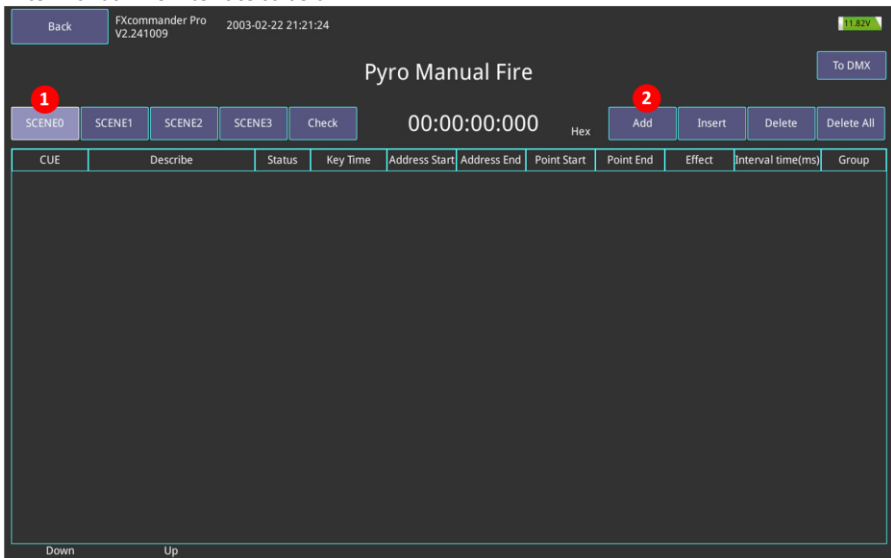 Back
FXcommander Pro
V2.241009
2003-02-22 21:21:24
11.82V
Pyro Manual Fire
To DMX
1
2
SCENE0 SCENE1 SCENE2 SCENE3 Check 00:00:00:000 Hex Add Insert Delete Delete All
CUE Describe Status Key Time Address Start Address End Point Start Point End Effect Interval time(ms) Group
Down Up